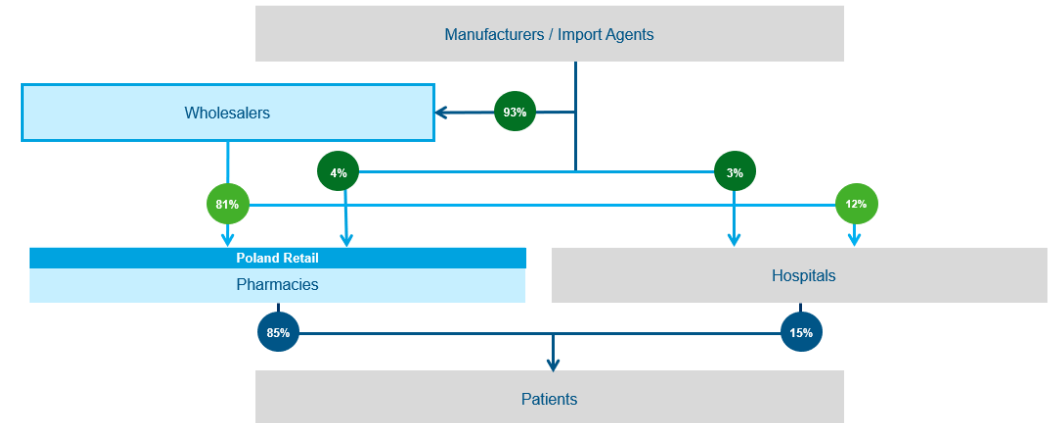 Manufacturers / Import Agents
Wholesalers
93%
4%
3%
81%
12%
Poland Retail
Pharmacies
Hospitals
85%
15%
Patients